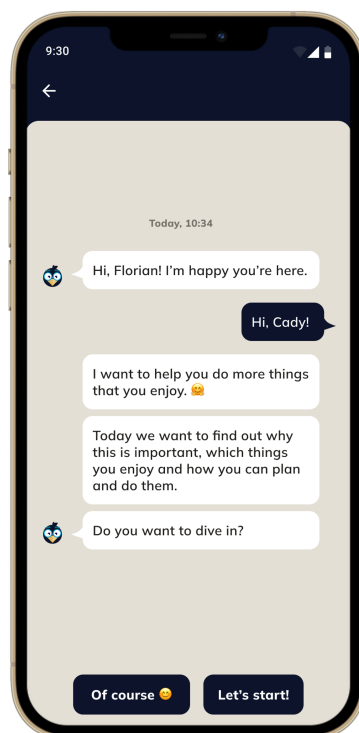 9:30
Today, 10:34
Hi, Florian! I'm happy you're here.
Hi, Cady!
I want to help you do more things
that you enjoy. 🤗
Today we want to find out why
this is important, which things
you enjoy and how you can plan
and do them.
Do you want to dive in?
Of course 😊
Let's start!